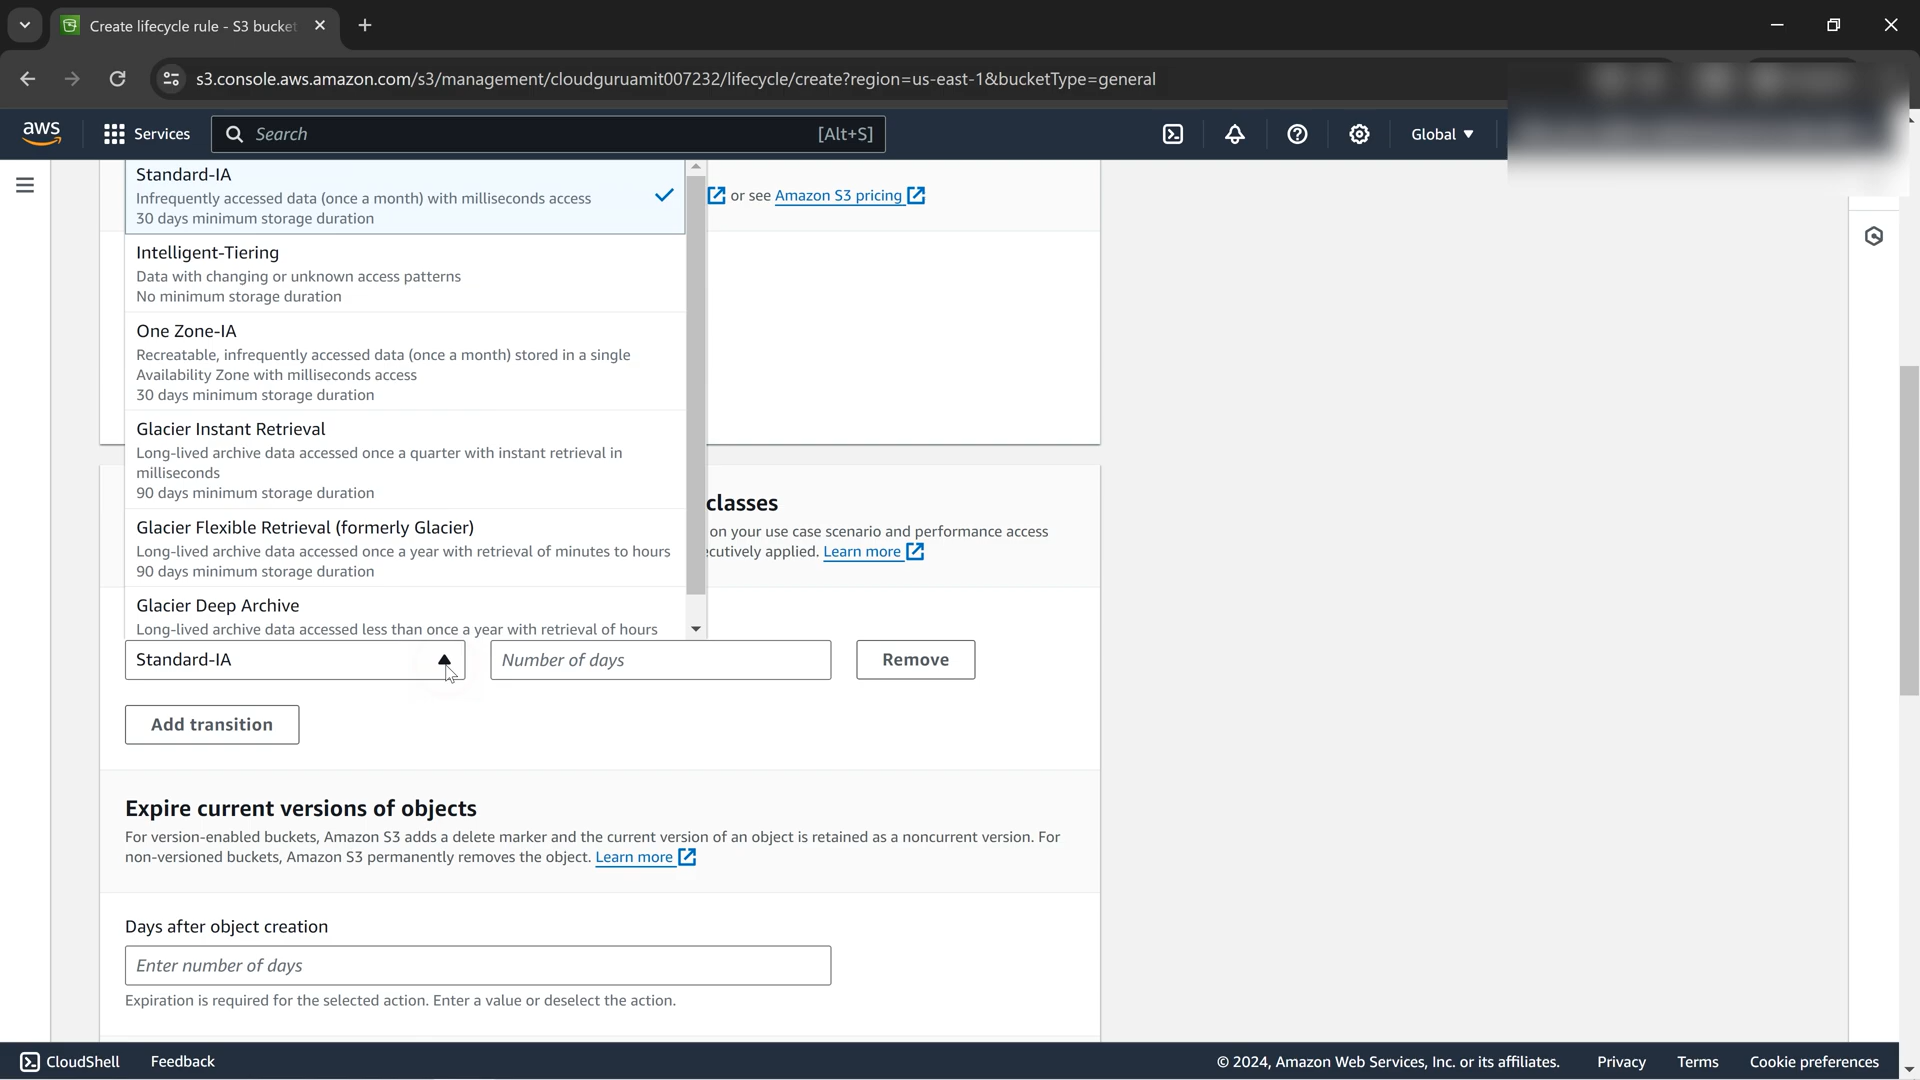 Create lifecycle rule - S3 bucket
s3.console.aws.amazon.com/s3/management/cloudguruamit007232/lifecycle/create?region=us-east-1&bucketType=general
aws
Services
Search
[Alt+S]
Global
Standard-IA
Infrequently accessed data (once a month) with milliseconds access
30 days minimum storage duration
or see Amazon S3 pricing
Intelligent-Tiering
Data with changing or unknown access patterns
No minimum storage duration
One Zone-IA
Recreatable, infrequently accessed data (once a month) stored in a single
Availability Zone with milliseconds access
30 days minimum storage duration
Glacier Instant Retrieval
Long-lived archive data accessed once a quarter with instant retrieval in
milliseconds
90 days minimum storage duration
classes
Glacier Flexible Retrieval (formerly Glacier)
Long-lived archive data accessed once a year with retrieval of minutes to hours
90 days minimum storage duration
on your use case scenario and performance access
ecutively applied. Learn more
Glacier Deep Archive
Long-lived archive data accessed less than once a year with retrieval of hours
Standard-IA
Number of days
Remove
Add transition
Expire current versions of objects
For version-enabled buckets, Amazon S3 adds a delete marker and the current version of an object is retained as a noncurrent version. For
non-versioned buckets, Amazon S3 permanently removes the object. Learn more
Days after object creation
Enter number of days
Expiration is required for the selected action. Enter a value or deselect the action.
CloudShell
Feedback
© 2024, Amazon Web Services, Inc. or its affiliates.
Privacy
Terms
Cookie preferences